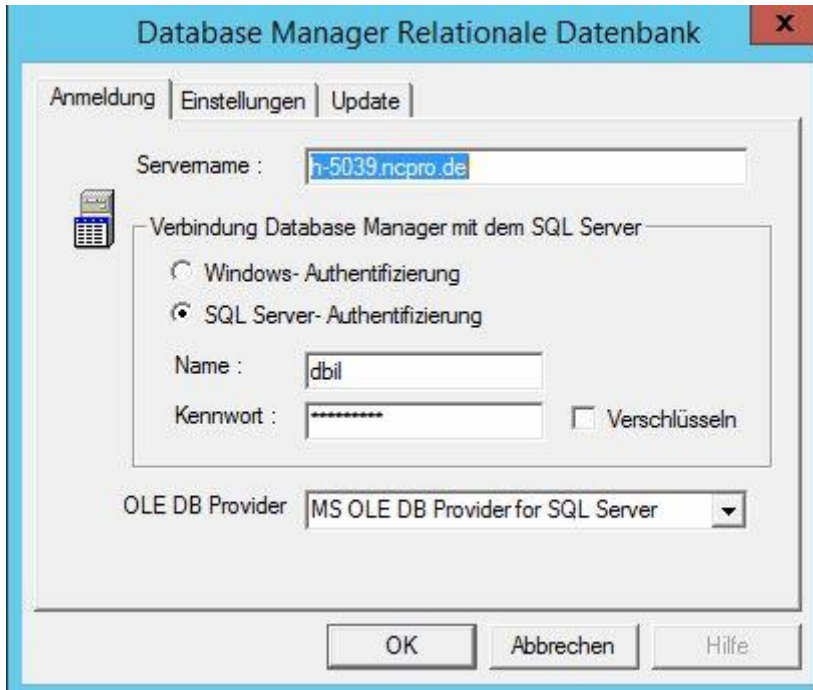 Database Manager Relationale Datenbank
x
Anmeldung Einstellungen Update
Servername : h-5039.ncpro.de
Verbindung Database Manager mit dem SQL Server
Windows- Authentifizierung
SQL Server- Authentifizierung
Name : dbil
Kennwort : *********
Verschlüsseln
OLE DB Provider MS OLE DB Provider for SQL Server
OK Abbrechen Hilfe